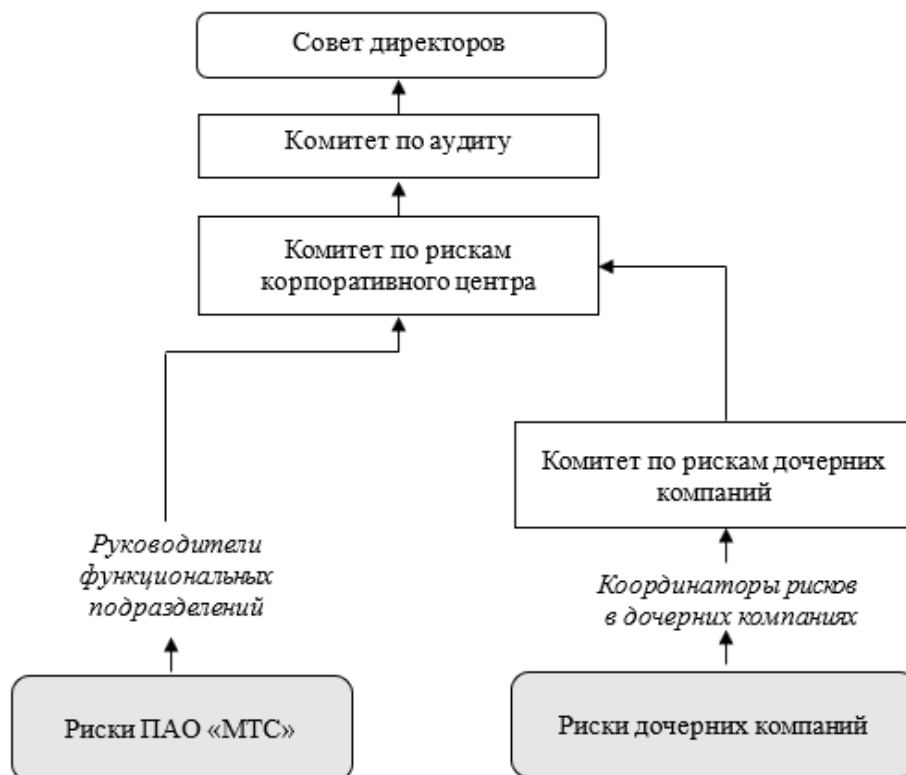 Совет директоров
Комитет по аудиту
Комитет по рискам
корпоративного центра
Комитет по рискам дочерних
компаний
Руководители
функциональных
подразделений
Координаторы рисков
в дочерних компаниях
Риски ПАО «МТС»
Риски дочерних компаний